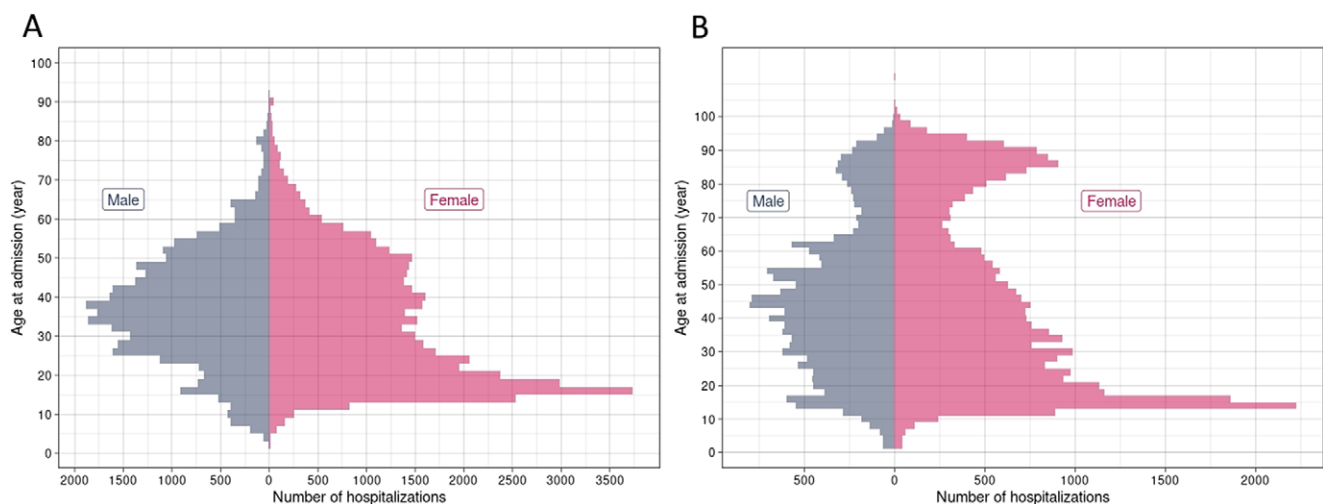 A
B
Age at admission (year)
100
90
80
70
60
50
40
30
20
10
0
Male
Female
2000 1500 1000 500 0 500 1000 1500 2000 2500 3000 3500
Number of hospitalizations
Age at admission (year)
100
90
80
70
60
50
40
30
20
10
0
Male
Female
500 0 500 1000 1500 2000
Number of hospitalizations